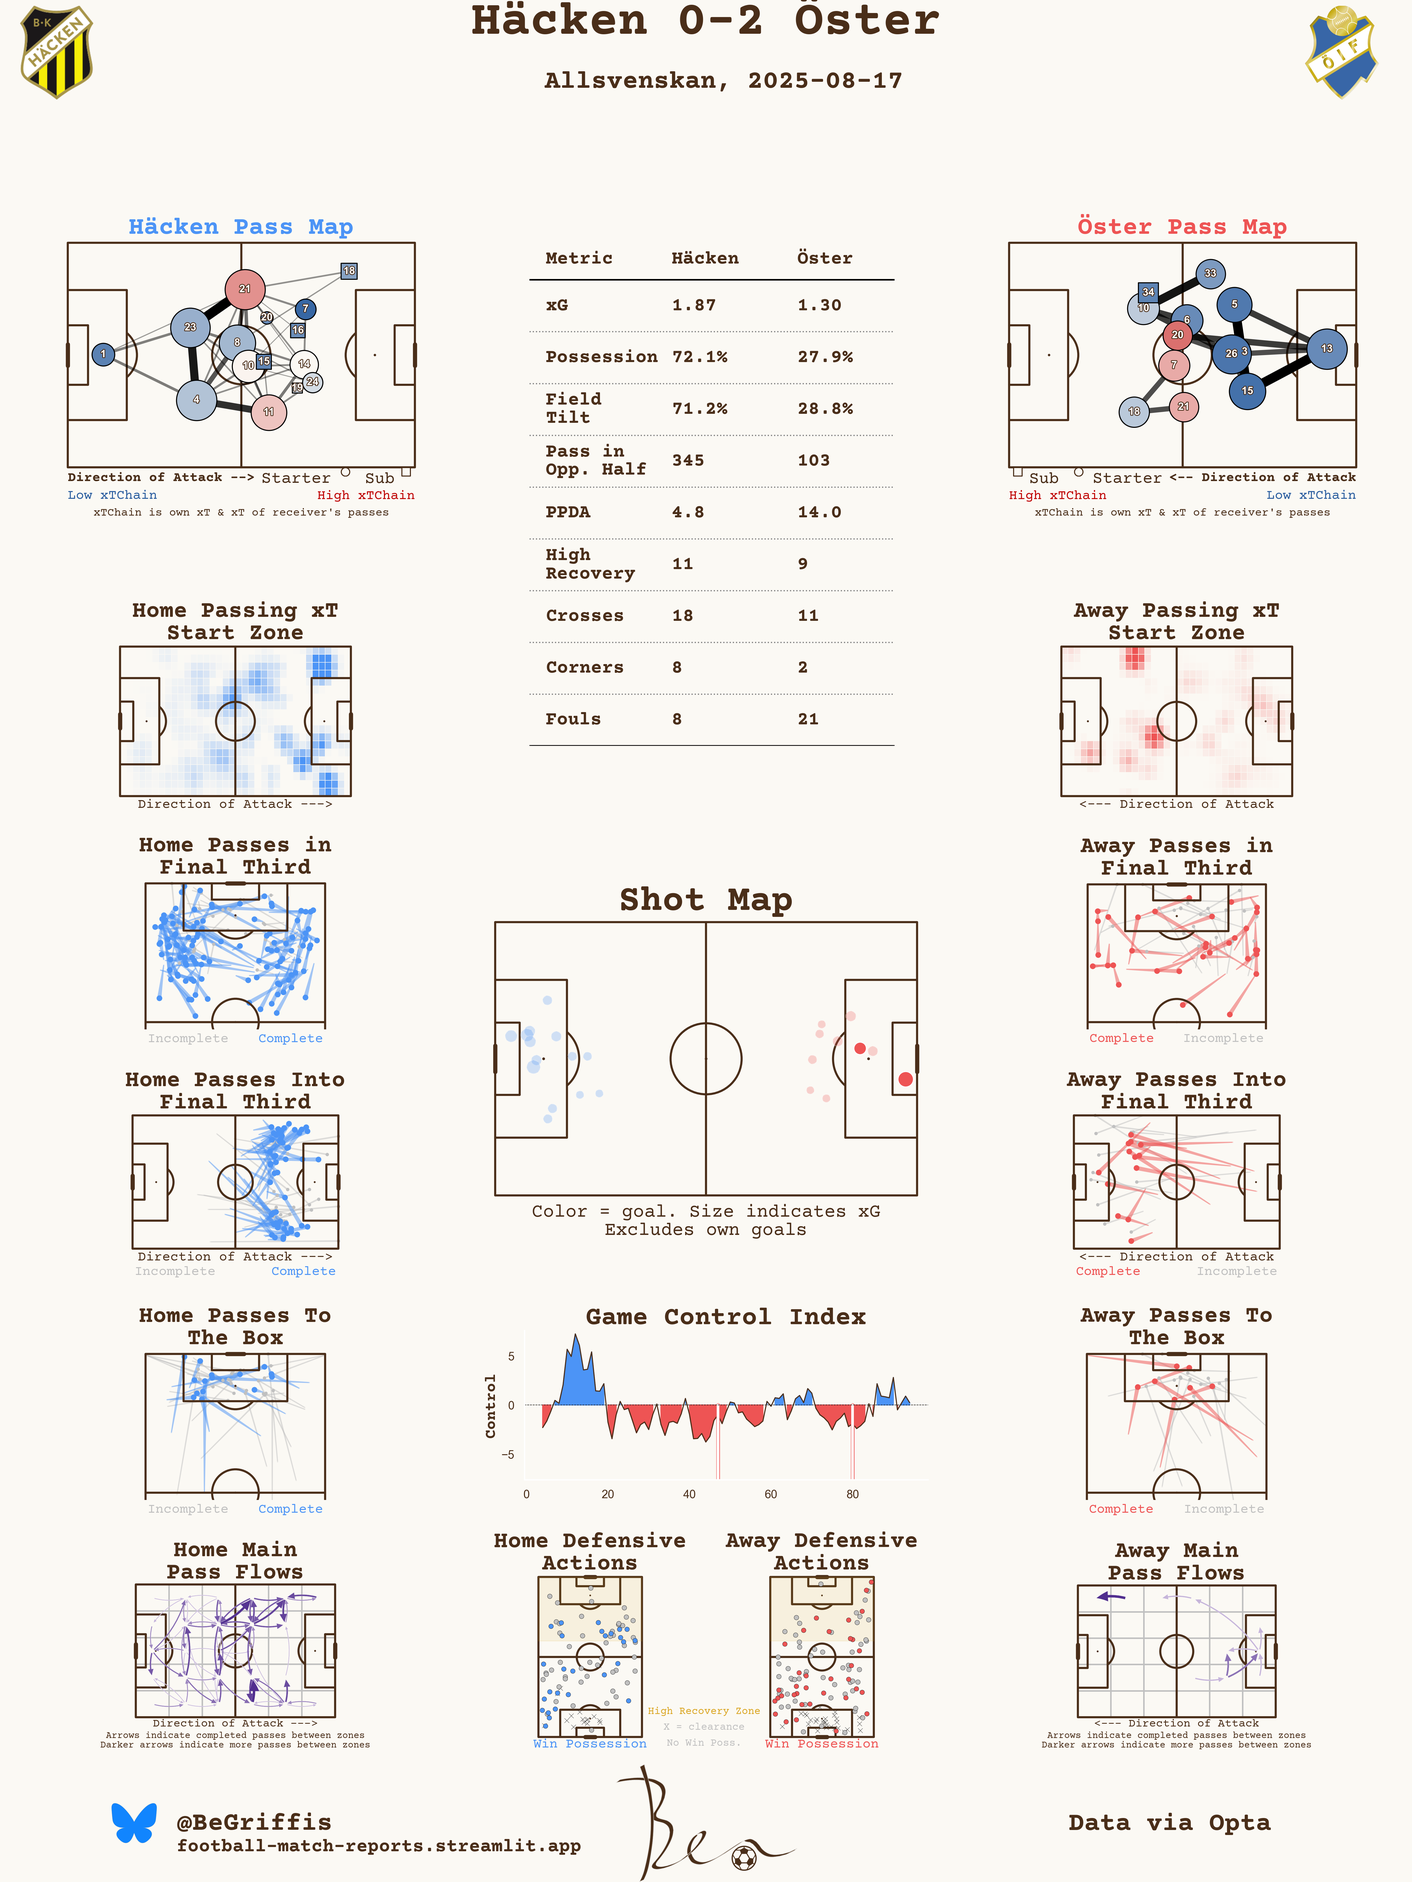 Häcken 0-2 Öster
Allsvenskan, 2025-08-17
B·K
HÄCKEN
ÖIF
Häcken Pass Map
18
21
7
20
16
23
8
1
10
15
14
19
24
4
11
Direction of Attack --> Starter Sub
Low xTChain High xTChain
xTChain is own xT & xT of receiver's passes
Metric Häcken Öster
xG 1.87 1.30
Possession 72.1% 27.9%
Field
Tilt 71.2% 28.8%
Pass in
Opp. Half 345 103
PPDA 4.8 14.0
High
Recovery 11 9
Crosses 18 11
Corners 8 2
Fouls 8 21
Öster Pass Map
33
34
10
5
6
20
26
3
13
7
15
18
21
Sub Starter <-- Direction of Attack
High xTChain Low xTChain
xTChain is own xT & xT of receiver's passes
Home Passing xT
Start Zone
Direction of Attack --->
Away Passing xT
Start Zone
<--- Direction of Attack
Home Passes in
Final Third
Incomplete Complete
Away Passes in
Final Third
Complete Incomplete
Shot Map
Color = goal. Size indicates xG
Excludes own goals
Home Passes Into
Final Third
Direction of Attack --->
Incomplete Complete
Away Passes Into
Final Third
<--- Direction of Attack
Complete Incomplete
Home Passes To
The Box
Incomplete Complete
Game Control Index
Control
5
0
−5
0 20 40 60 80
Away Passes To
The Box
Complete Incomplete
Home Main
Pass Flows
Direction of Attack --->
Arrows indicate completed passes between zones
Darker arrows indicate more passes between zones
Home Defensive
Actions
Win Possession
High Recovery Zone
X = clearance
No Win Poss.
Away Defensive
Actions
Win Possession
Away Main
Pass Flows
<--- Direction of Attack
Arrows indicate completed passes between zones
Darker arrows indicate more passes between zones
@BeGriffis
football-match-reports.streamlit.app
Ben
Data via Opta